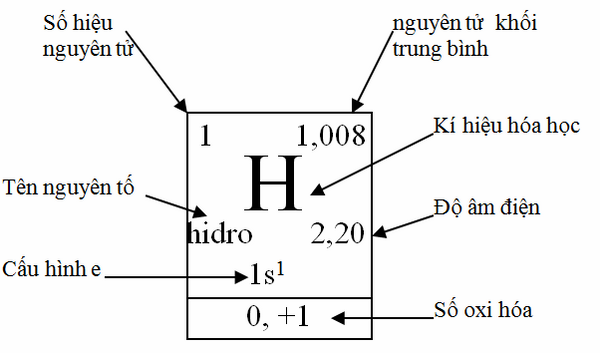 Số hiệu
nguyên tử
nguyên tử khối
trung bình
1
1,008
Kí hiệu hóa học
H
Tên nguyên tố
hidro
2,20
Độ âm điện
Cấu hình e
1s¹
0, +1
Số oxi hóa